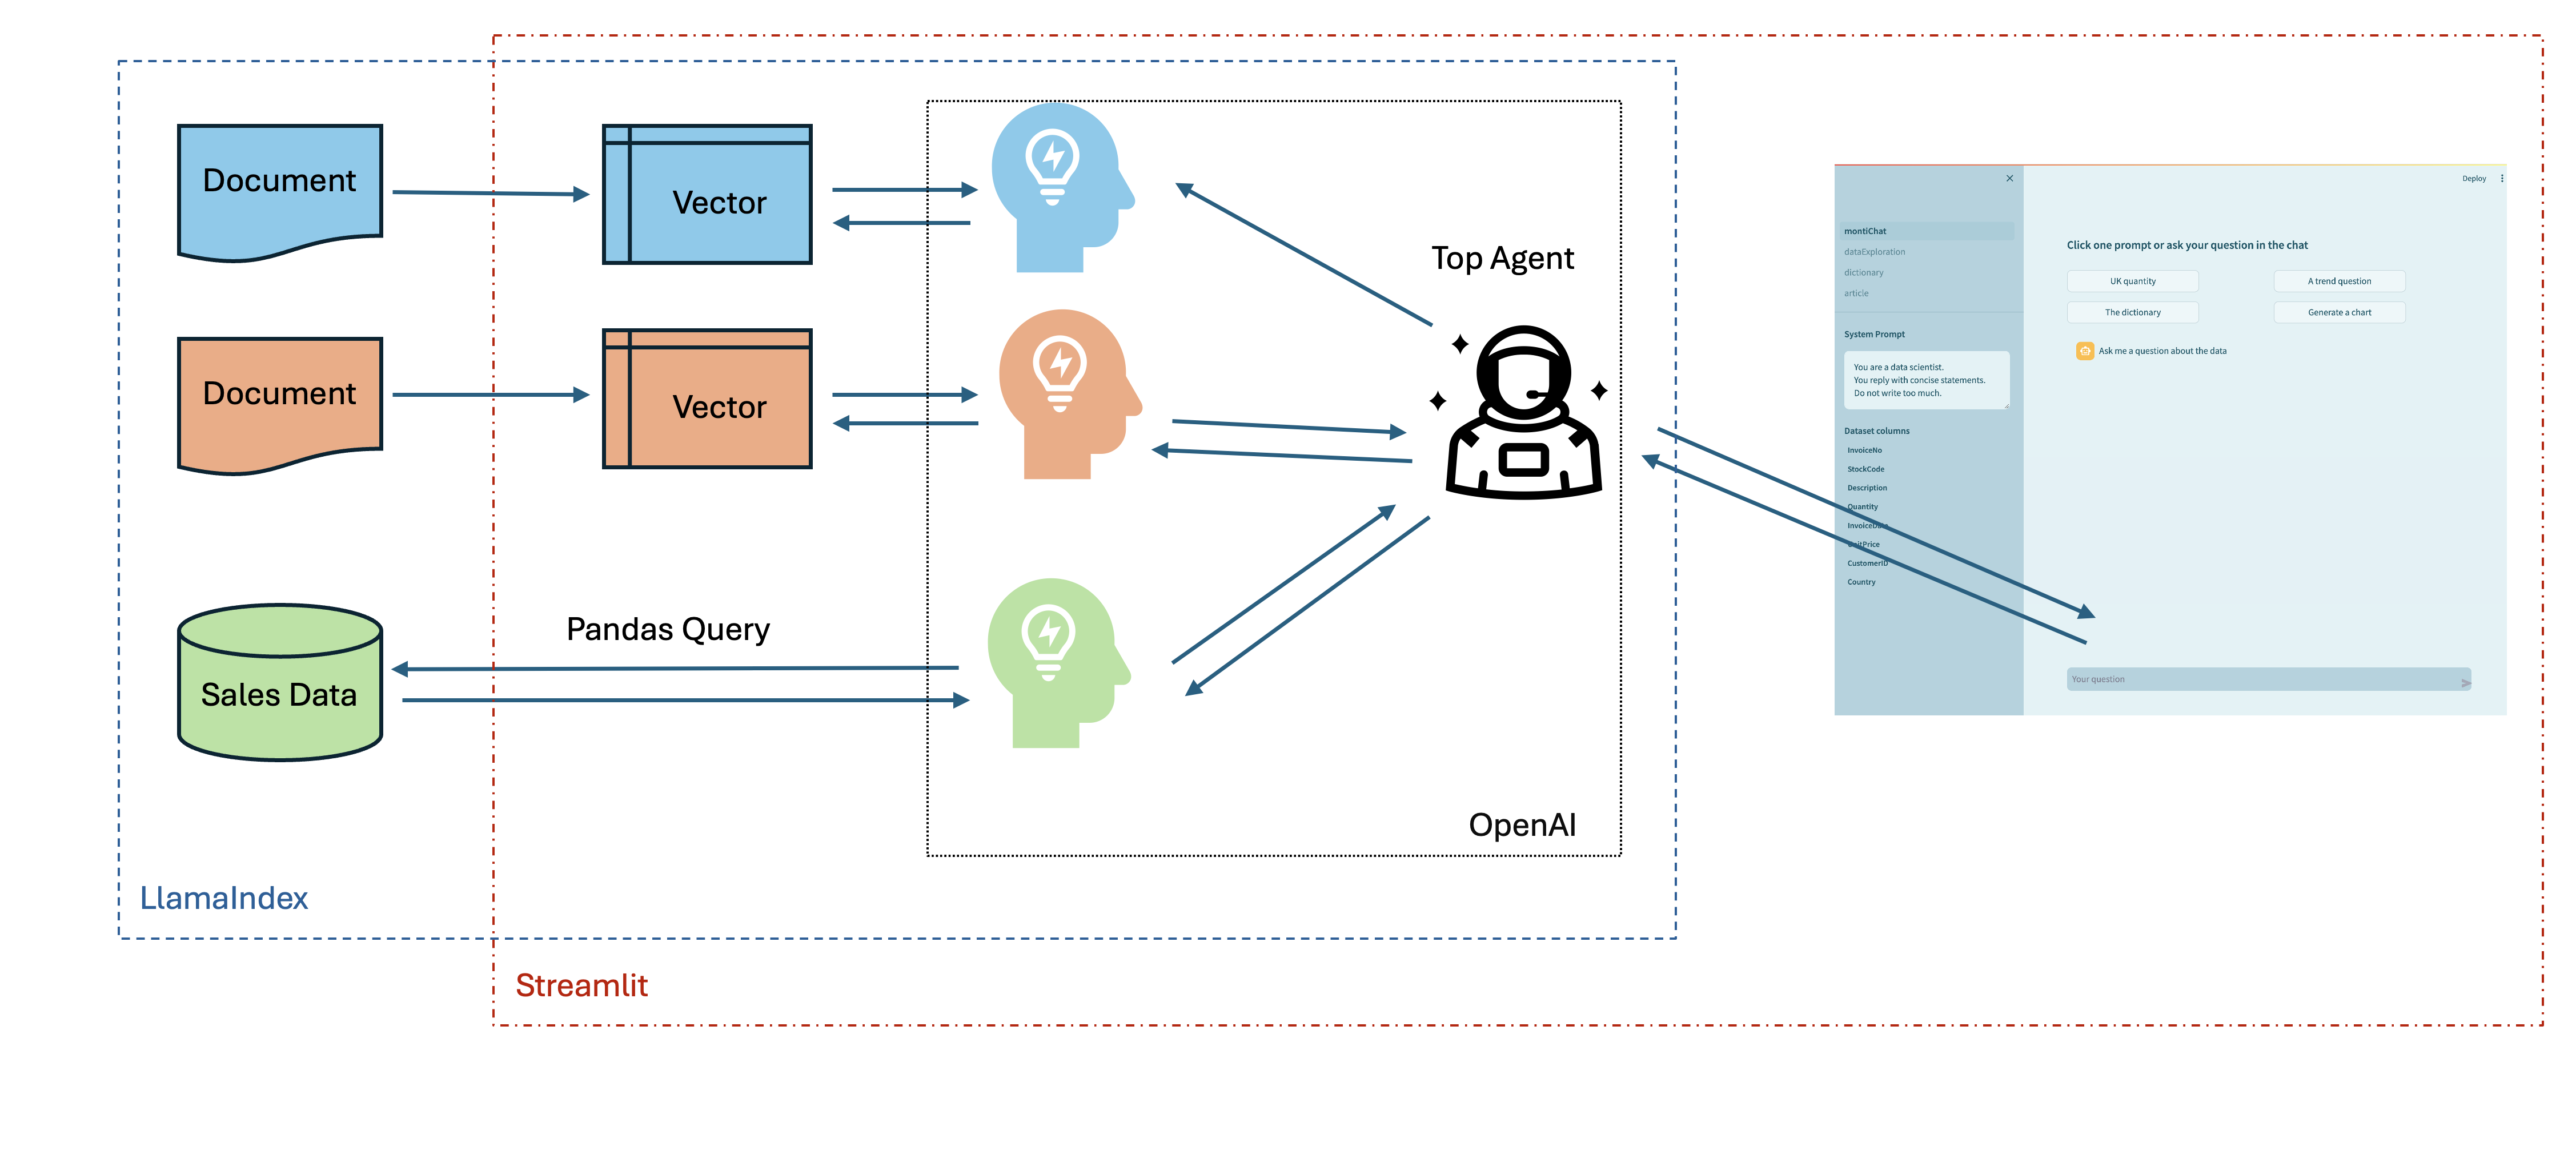 Document
Vector
Document
Vector
Sales Data
Pandas Query
Top Agent
OpenAI
LlamaIndex
Streamlit
Deploy
montiChat
dataExploration
dictionary
article
System Prompt
You are a data scientist.
You reply with concise statements.
Do not write too much.
Dataset columns
InvoiceNo
StockCode
Description
Quantity
InvoiceDate
UnitPrice
CustomerID
Country
Click one prompt or ask your question in the chat
UK quantity
A trend question
The dictionary
Generate a chart
Ask me a question about the data
Your question